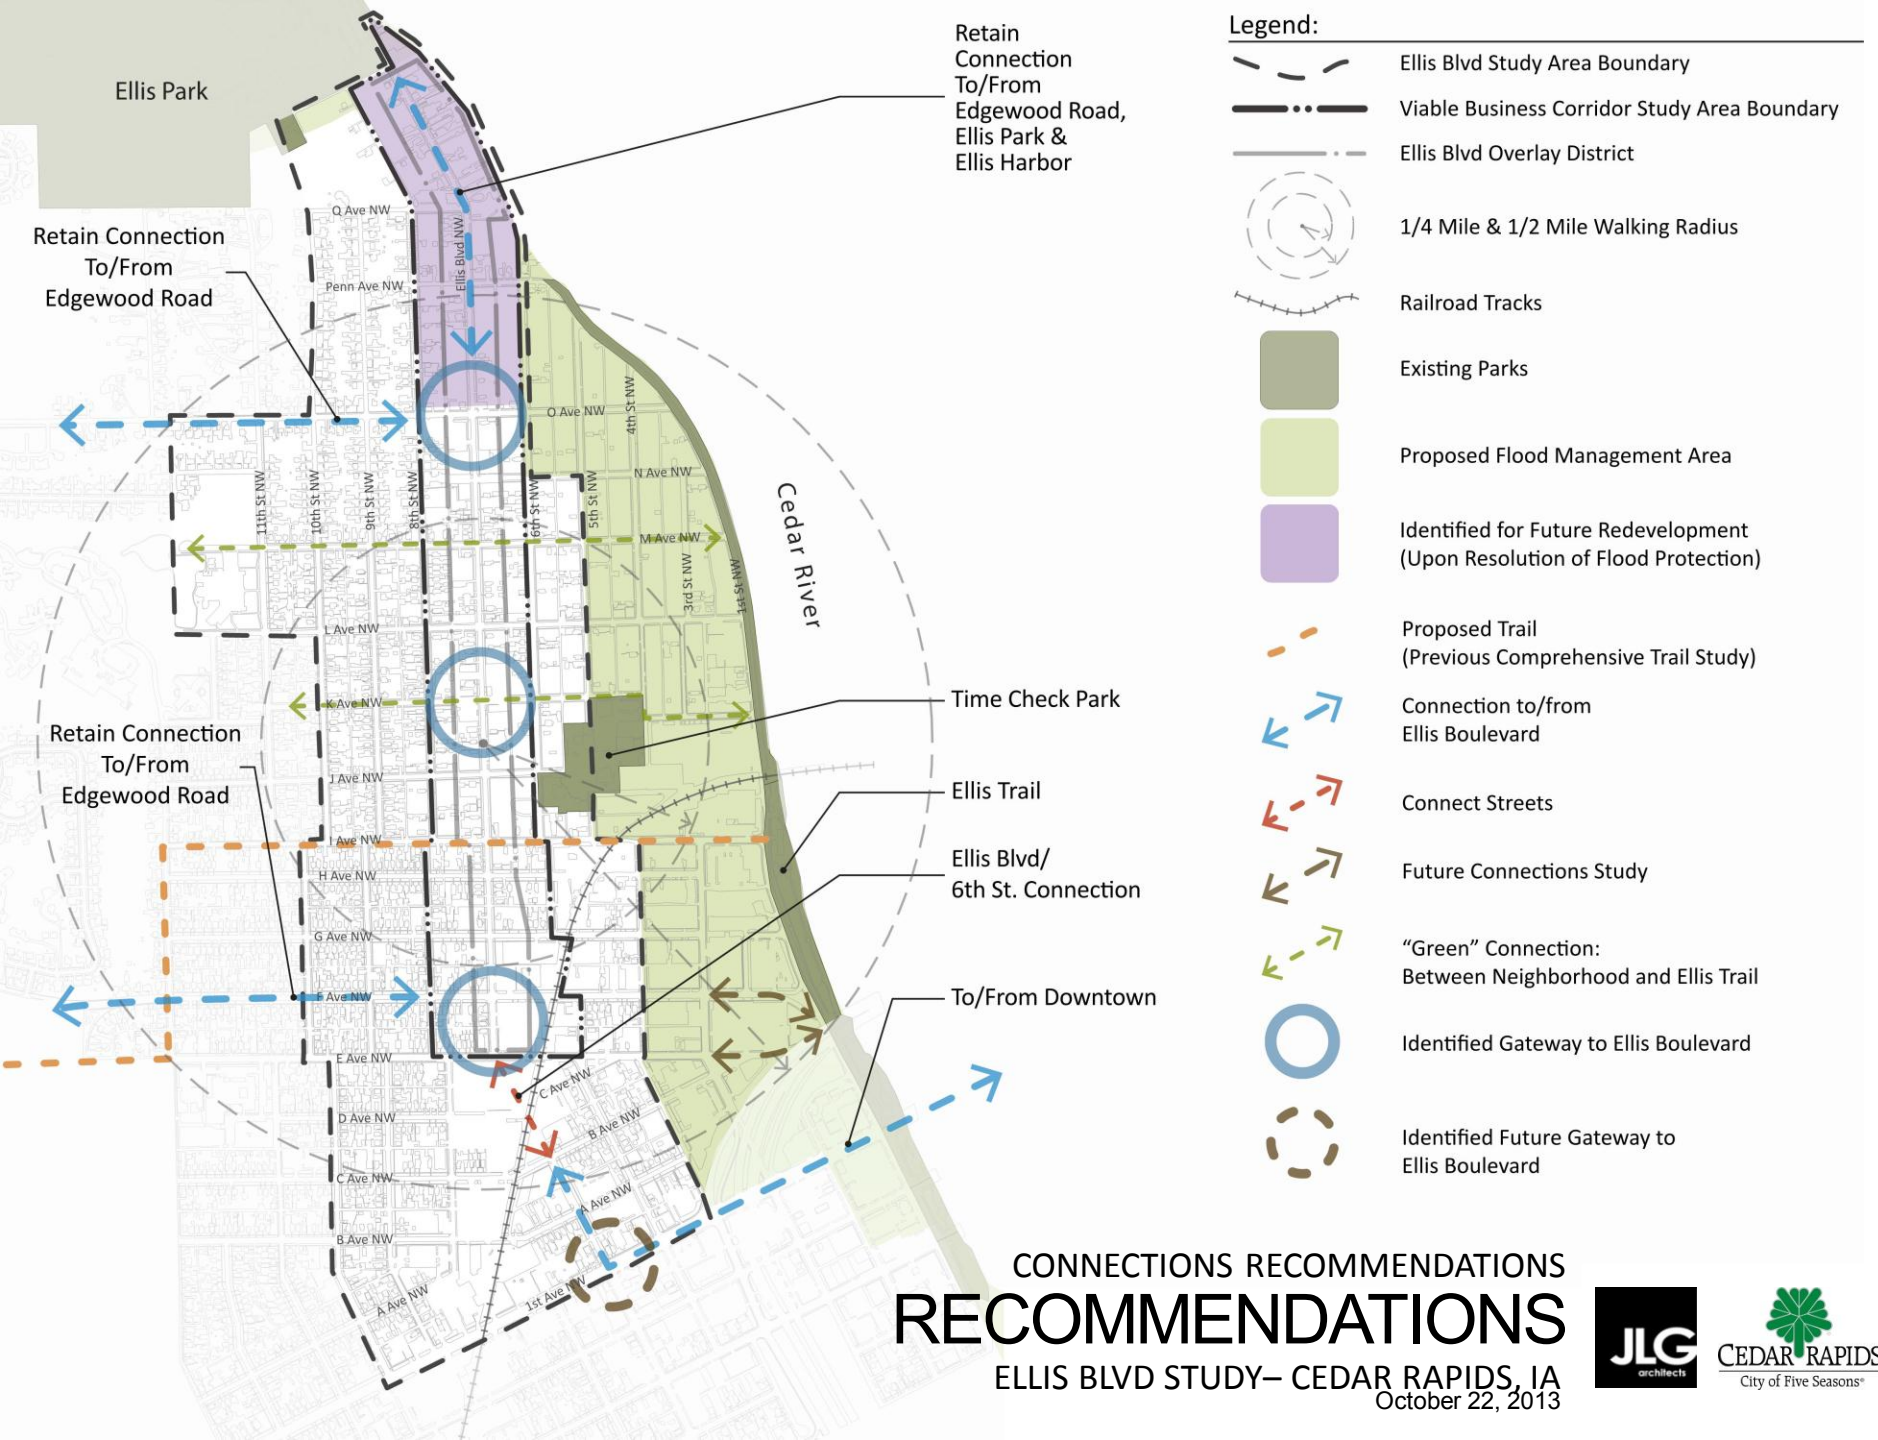 Ellis Park
Retain
Connection
To/From
Edgewood Road,
Ellis Park &
Ellis Harbor
Legend:
Ellis Blvd Study Area Boundary
Viable Business Corridor Study Area Boundary
Ellis Blvd Overlay District
1/4 Mile & 1/2 Mile Walking Radius
Railroad Tracks
Existing Parks
Proposed Flood Management Area
Identified for Future Redevelopment
(Upon Resolution of Flood Protection)
Proposed Trail
(Previous Comprehensive Trail Study)
Connection to/from
Ellis Boulevard
Connect Streets
Future Connections Study
“Green” Connection:
Between Neighborhood and Ellis Trail
Identified Gateway to Ellis Boulevard
Identified Future Gateway to
Ellis Boulevard
Retain Connection
To/From
Edgewood Road
Retain Connection
To/From
Edgewood Road
Q Ave NW
Ellis Blvd NW
Penn Ave NW
O Ave NW
4th St NW
N Ave NW
11th St NW
10th St NW
9th St NW
8th St NW
6th St NW
5th St NW
M Ave NW
3rd St NW
1st St NW
Cedar River
L Ave NW
K Ave NW
J Ave NW
I Ave NW
H Ave NW
G Ave NW
F Ave NW
E Ave NW
D Ave NW
C Ave NW
B Ave NW
A Ave NW
C Ave NW
B Ave NW
A Ave NW
1st Ave NW
Time Check Park
Ellis Trail
Ellis Blvd/
6th St. Connection
To/From Downtown
CONNECTIONS RECOMMENDATIONS
RECOMMENDATIONS
ELLIS BLVD STUDY– CEDAR RAPIDS, IA
October 22, 2013
JLG
architects
CEDAR RAPIDS
City of Five Seasons®